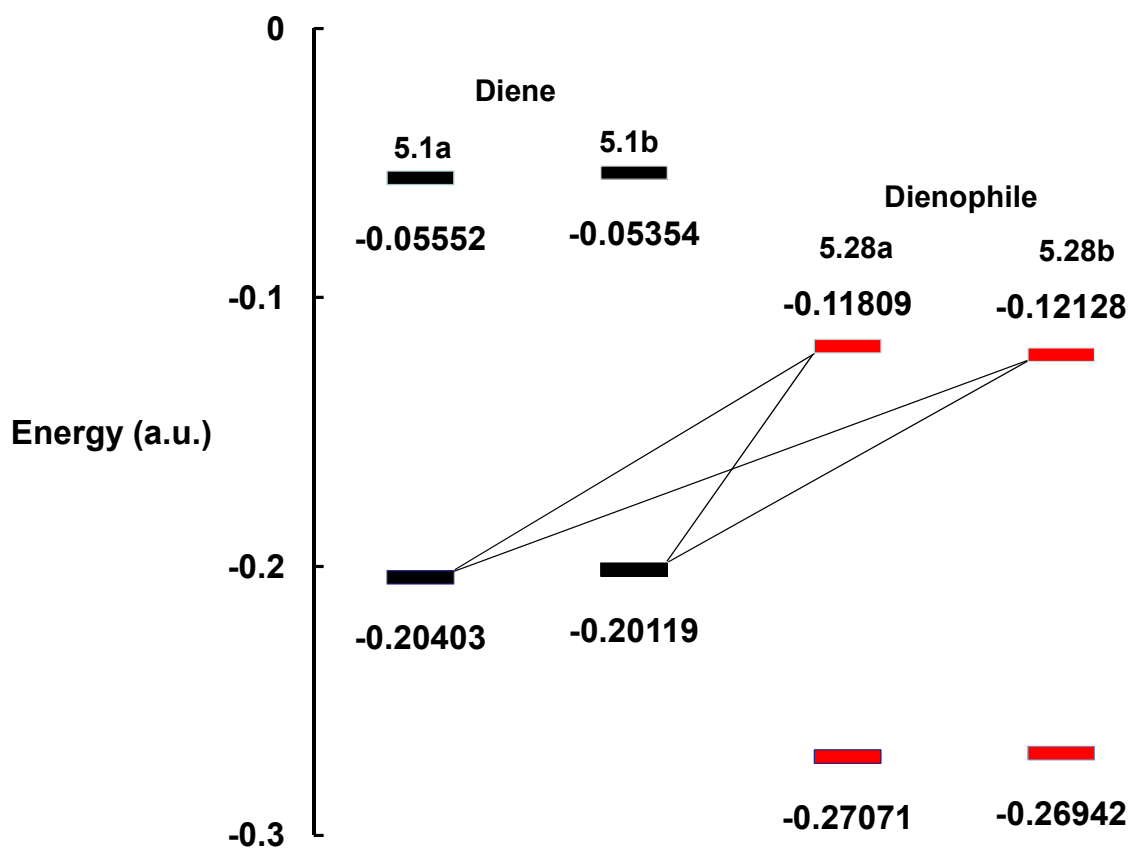 0
Diene
5.1a
5.1b
-0.05552
-0.05354
Dienophile
5.28a
5.28b
-0.1
-0.11809
-0.12128
Energy (a.u.)
-0.2
-0.20403
-0.20119
-0.27071
-0.26942
-0.3